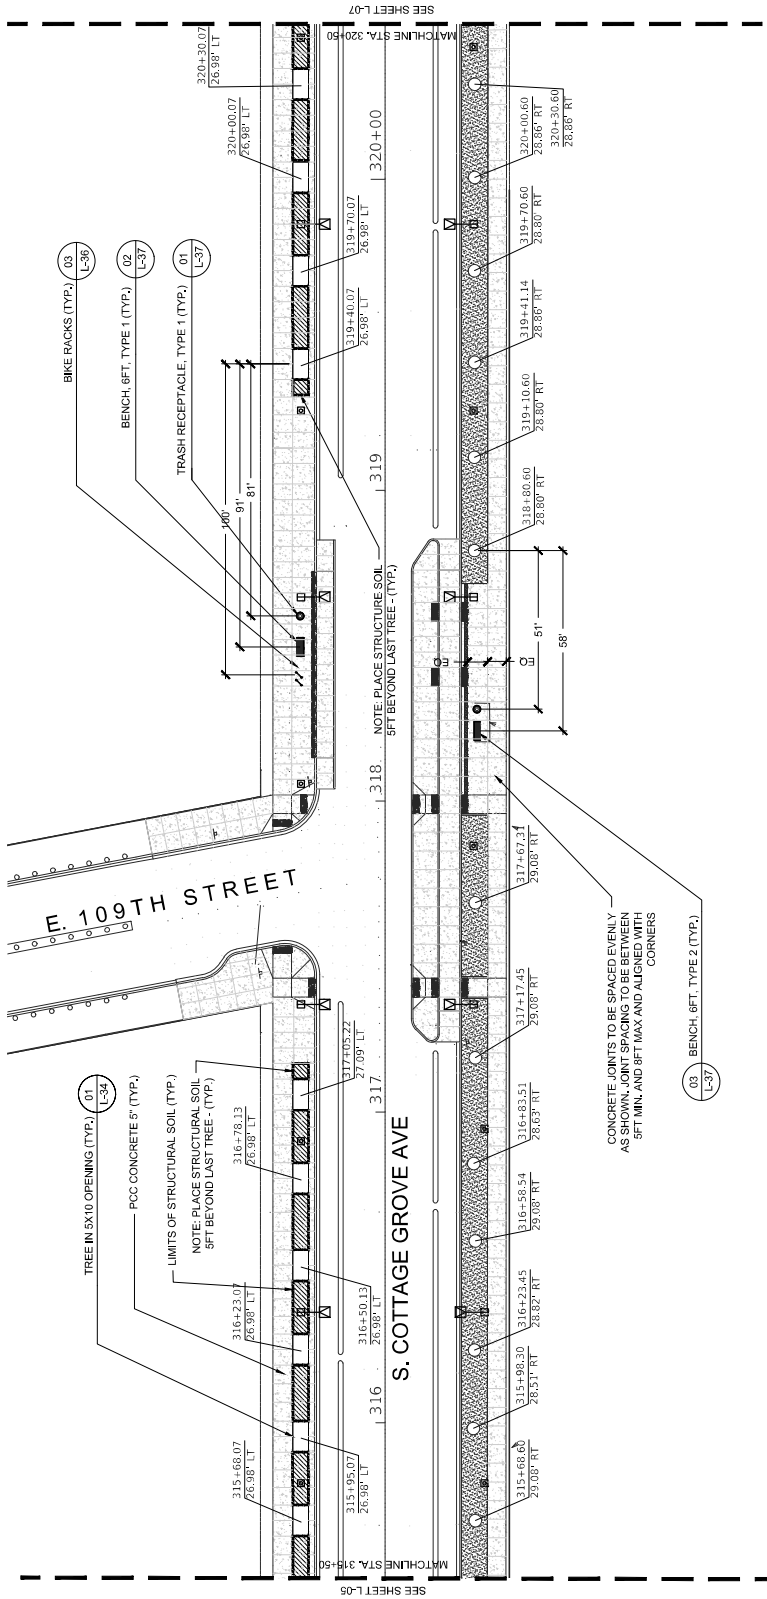 SEE SHEET L-07
MATCHLINE STA. 320+50
320+30.07
26.98' LT
320+00.07
26.98' LT
319+70.07
26.98' LT
319+40.07
26.98' LT
320+00
319
318
317
316
320+30.60
28.86' RT
320+00.60
28.86' RT
319+70.60
28.80' RT
319+41.14
28.86' RT
319+10.60
28.80' RT
318+80.60
28.80' RT
03
L-36
BIKE RACKS (TYP.)
02
L-37
BENCH, 6FT, TYPE 1 (TYP.)
01
L-37
TRASH RECEPTACLE, TYPE 1 (TYP.)
100'
91'
81'
NOTE: PLACE STRUCTURE SOIL
5FT BEYOND LAST TREE - (TYP.)
EQ
EQ
51'
58'
E. 109TH STREET
317+67.31
29.08' RT
317+17.45
29.08' RT
316+83.51
28.63' RT
316+58.54
29.08' RT
316+23.45
28.82' RT
315+98.30
28.51' RT
315+68.60
29.08' RT
CONCRETE JOINTS TO BE SPACED EVENLY
AS SHOWN. JOINT SPACING TO BE BETWEEN
5FT MIN. AND 8FT MAX AND ALIGNED WITH
CORNERS
03
L-37
BENCH, 6FT, TYPE 2 (TYP.)
317+05.22
27.09' LT
316+78.13
26.98' LT
316+50.13
26.98' LT
316+23.07
26.98' LT
315+95.07
26.98' LT
315+68.07
26.98' LT
01
L-34
TREE IN 5X10 OPENING (TYP.)
PCC CONCRETE 5" (TYP.)
LIMITS OF STRUCTURAL SOIL (TYP.)
NOTE: PLACE STRUCTURAL SOIL
5FT BEYOND LAST TREE - (TYP.)
S. COTTAGE GROVE AVE
MATCHLINE STA. 315+50
SEE SHEET L-05